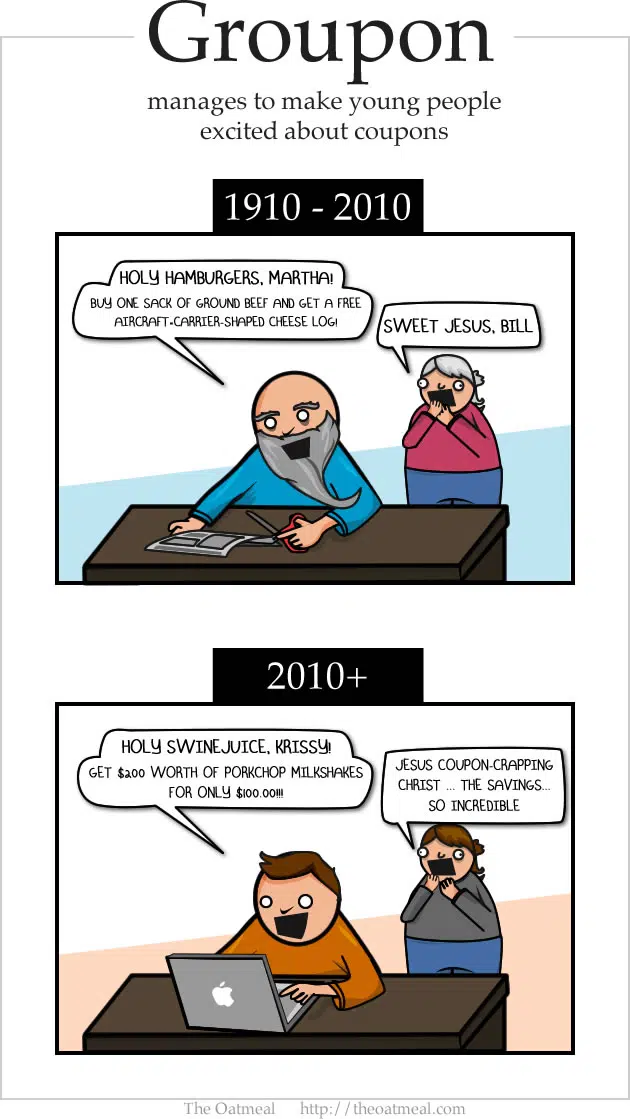 Groupon
manages to make young people
excited about coupons
1910 - 2010
HOLY HAMBURGERS, MARTHA!
BUY ONE SACK OF GROUND BEEF AND GET A FREE
AIRCRAFT-CARRIER-SHAPED CHEESE LOG!
SWEET JESUS, BILL
2010+
HOLY SWINEJUICE, KRISSY!
GET $200 WORTH OF PORKCHOP MILKSHAKES
FOR ONLY $100.00!!!
JESUS COUPON-CRAPPING
CHRIST ... THE SAVINGS...
SO INCREDIBLE
The Oatmeal http://theoatmeal.com